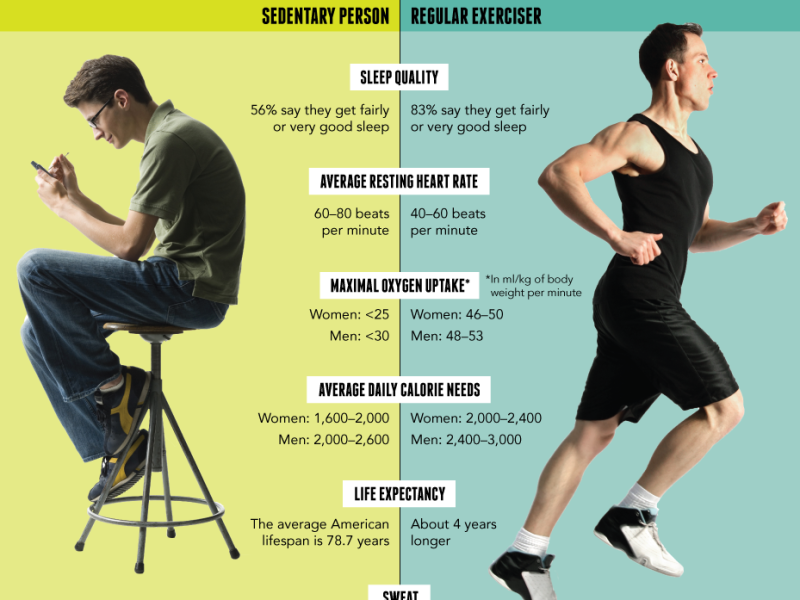 SEDENTARY PERSON
REGULAR EXERCISER
SLEEP QUALITY
56% say they get fairly
or very good sleep
83% say they get fairly
or very good sleep
AVERAGE RESTING HEART RATE
60–80 beats
per minute
40–60 beats
per minute
MAXIMAL OXYGEN UPTAKE*
*In ml/kg of body
weight per minute
Women: <25
Men: <30
Women: 46–50
Men: 48–53
AVERAGE DAILY CALORIE NEEDS
Women: 1,600–2,000
Men: 2,000–2,600
Women: 2,000–2,400
Men: 2,400–3,000
LIFE EXPECTANCY
The average American
lifespan is 78.7 years
About 4 years
longer
SWEAT